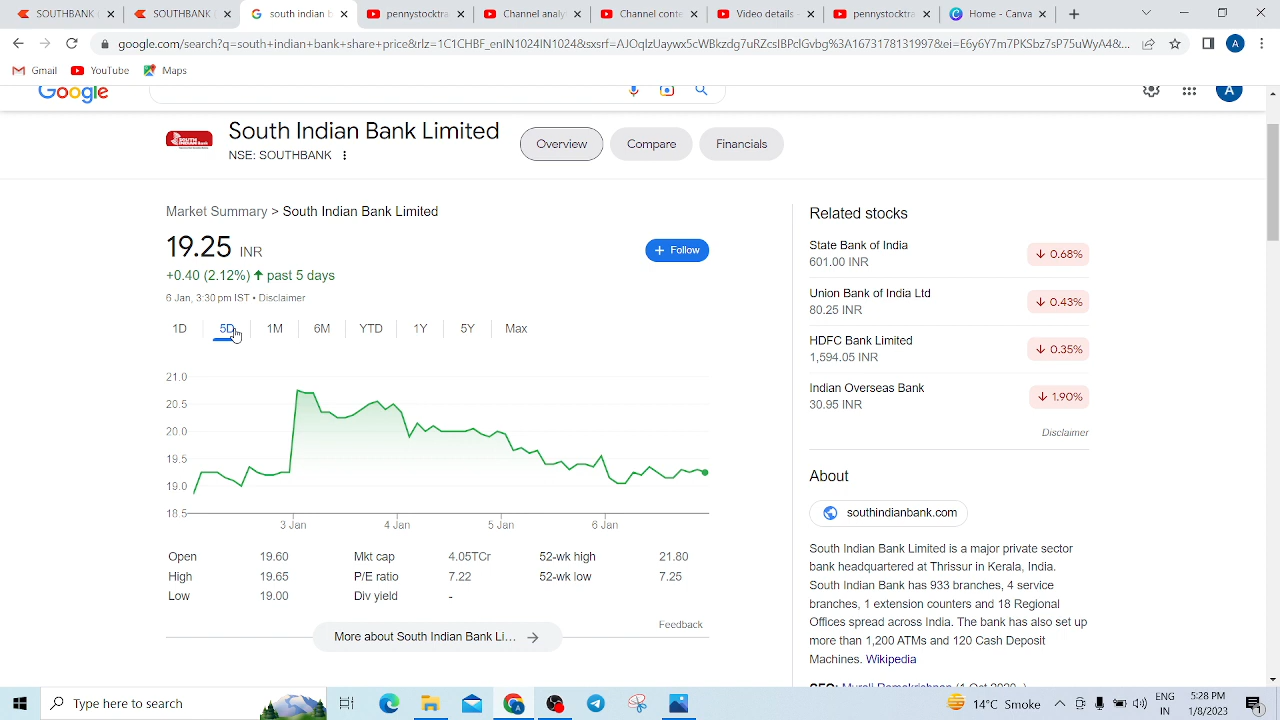 SOUTHBANK
SOUTHBANK
south indian b
pennystocktra
Channel analy
Channel conte
Video details
pennystocktra
Home - Canva
google.com/search?q=south+indian+bank+share+price&rlz=1C1CHBF_enIN1024IN1024&sxsrf=
Gmail
YouTube
Maps
Google
A
South Indian Bank Limited
NSE: SOUTHBANK
Overview
Compare
Financials
Market Summary > South Indian Bank Limited
19.25 INR
+ Follow
+0.40 (2.12%) ↑ past 5 days
6 Jan, 3:30 pm IST • Disclaimer
1D 5D 1M 6M YTD 1Y 5Y Max
21.0
20.5
20.0
19.5
19.0
18.5
3 Jan 4 Jan 5 Jan 6 Jan
Open 19.60 Mkt cap 4.05TCr 52-wk high 21.80
High 19.65 P/E ratio 7.22 52-wk low 7.25
Low 19.00 Div yield -
Feedback
More about South Indian Bank Li... →
Related stocks
State Bank of India
601.00 INR
↓ 0.68%
Union Bank of India Ltd
80.25 INR
↓ 0.43%
HDFC Bank Limited
1,594.05 INR
↓ 0.35%
Indian Overseas Bank
30.95 INR
↓ 1.90%
Disclaimer
About
southindianbank.com
South Indian Bank Limited is a major private sector
bank headquartered at Thrissur in Kerala, India.
South Indian Bank has 933 branches, 4 service
branches, 1 extension counters and 18 Regional
Offices spread across India. The bank has also set up
more than 1,200 ATMs and 120 Cash Deposit
Machines. Wikipedia
Type here to search
14°C Smoke
ENG
IN
5:28 PM
1/8/2023